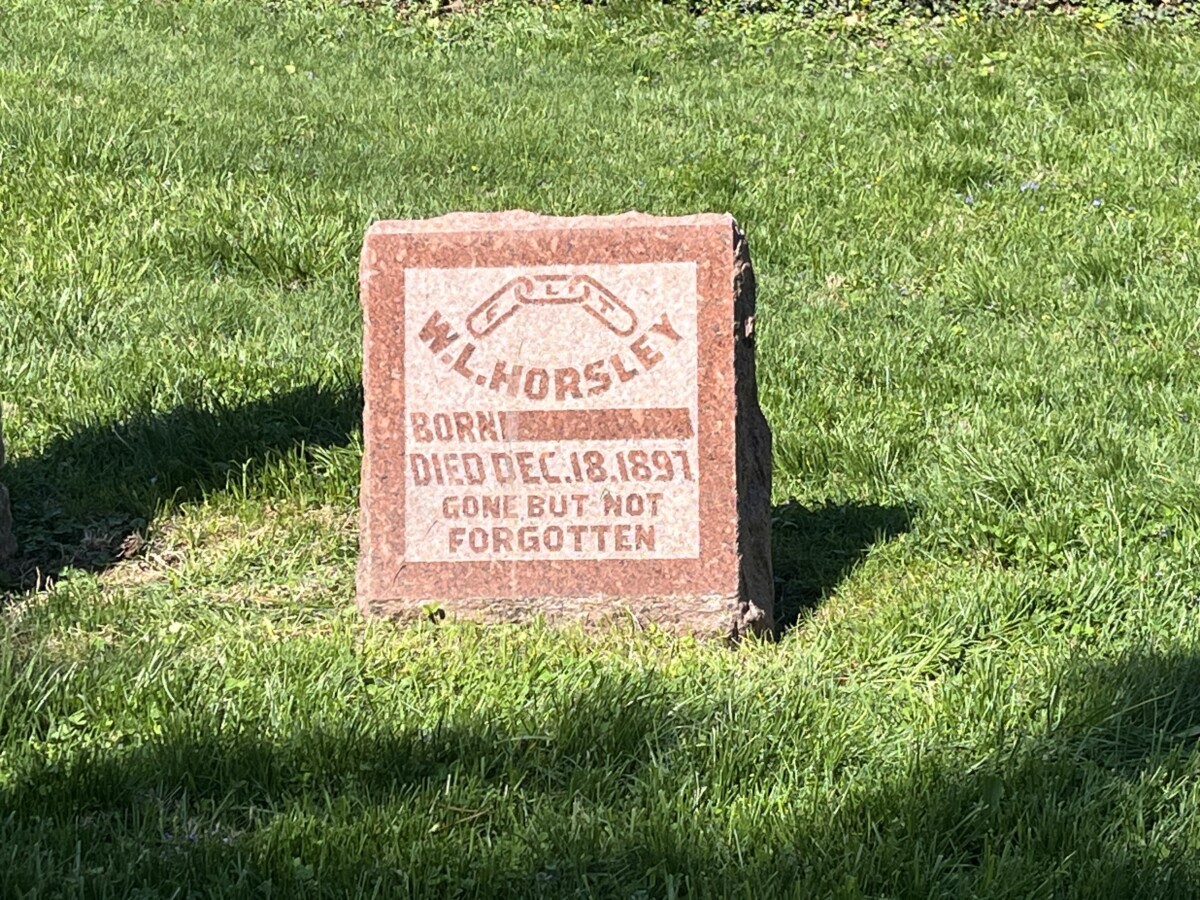 F L T
W.L. HORSLEY
BORN
DIED DEC. 18. 1897
GONE BUT NOT
FORGOTTEN